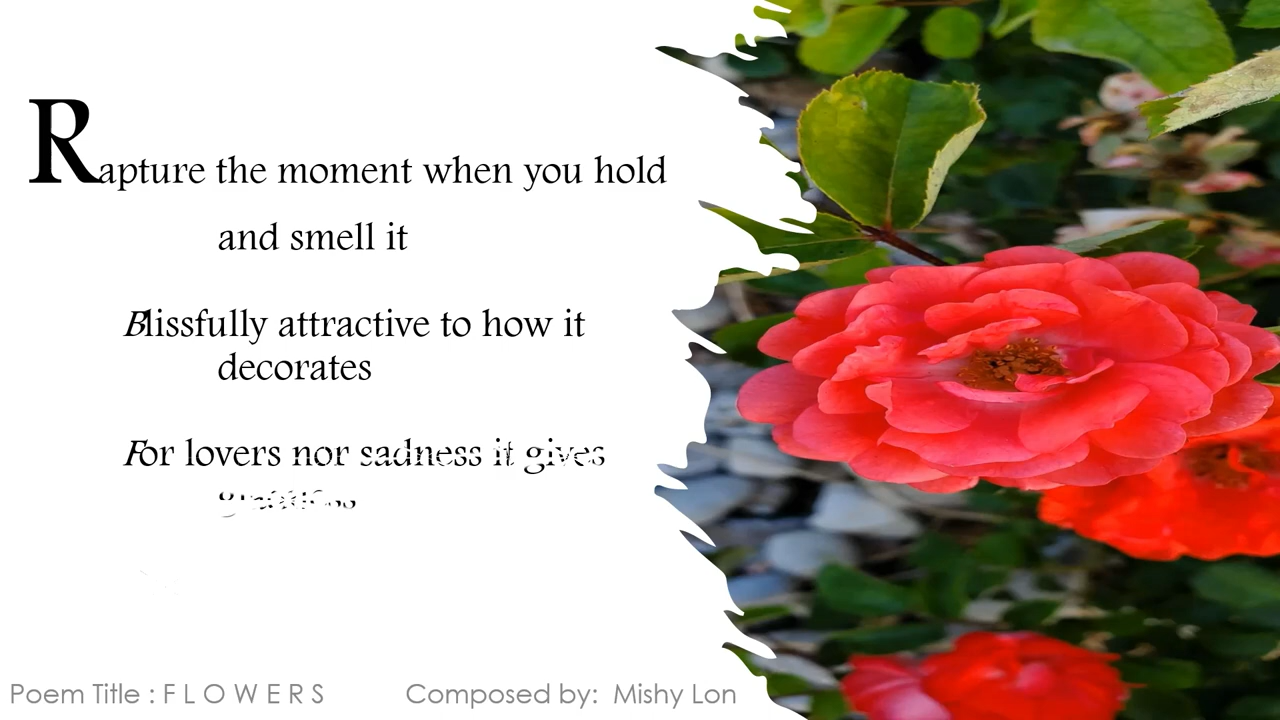 Rapture the moment when you hold
and smell it
Blissfully attractive to how it
decorates
For lovers nor sadness it gives
Poem Title : F L O W E R S Composed by: Mishy Lon